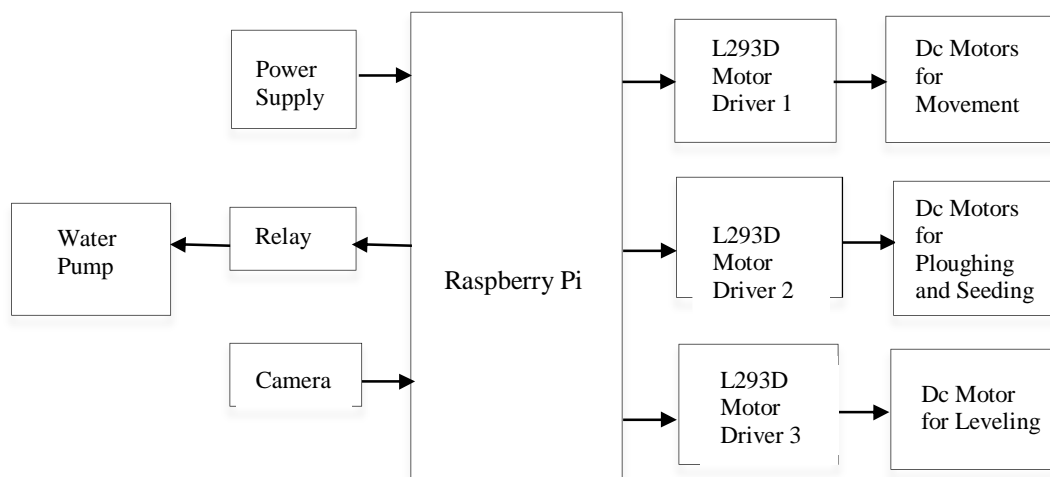 Power
Supply
Water
Pump
Relay
Camera
Raspberry Pi
L293D
Motor
Driver 1
Dc Motors
for
Movement
L293D
Motor
Driver 2
Dc Motors
for
Ploughing
and Seeding
L293D
Motor
Driver 3
Dc Motor
for Leveling